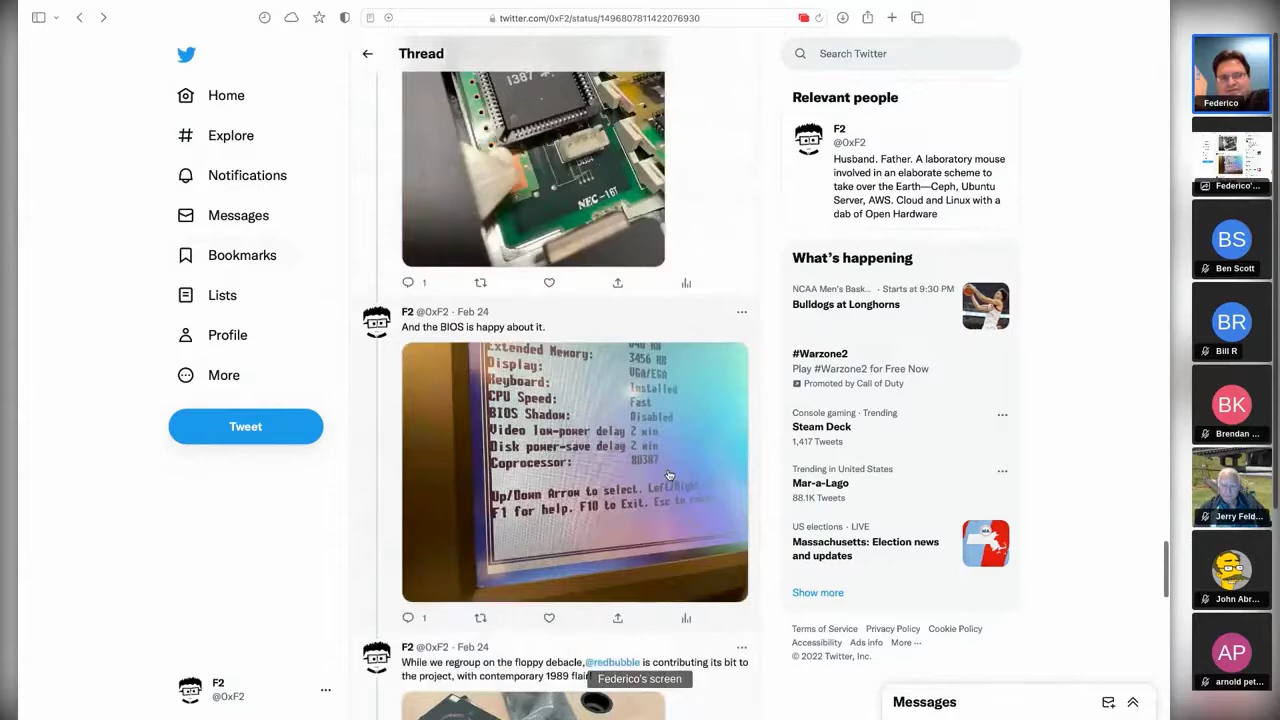 twitter.com/0xF2/status/1496807811422076930
Thread
Search Twitter
Home
Explore
Notifications
Messages
Bookmarks
Lists
Profile
More
Tweet
F2
@0xF2
i387
NEC-16T
1
F2 @0xF2 · Feb 24
And the BIOS is happy about it.
Extended Memory: 3456 KB
Display: VGA/EGA
Keyboard: Installed
CPU Speed: Fast
BIOS Shadow: Disabled
Video low-power delay 2 min
Disk power-save delay 2 min
Coprocessor: 80387
Up/Down Arrow to select. Left/Right
F1 for help. F10 to Exit. Esc to
1
F2 @0xF2 · Feb 24
While we regroup on the floppy debacle,@redbubble is contributing its bit to
the project, with contemporary 1989 flair
Federico's screen
Relevant people
F2
@0xF2
Husband. Father. A laboratory mouse
involved in an elaborate scheme to
take over the Earth—Ceph, Ubuntu
Server, AWS. Cloud and Linux with a
dab of Open Hardware
What's happening
NCAA Men's Bask... · Starts at 9:30 PM
Bulldogs at Longhorns
#Warzone2
Play #Warzone2 for Free Now
Promoted by Call of Duty
Console gaming · Trending
Steam Deck
1,417 Tweets
Trending in United States
Mar-a-Lago
88.1K Tweets
US elections · LIVE
Massachusetts: Election news
and updates
MA
Show more
Terms of Service Privacy Policy Cookie Policy
Accessibility Ads info More ···
© 2022 Twitter, Inc.
Messages
Federico
Federico'...
BS
Ben Scott
BR
Bill R
BK
Brendan ...
Jerry Feld...
John Abr...
AP
arnold pet...